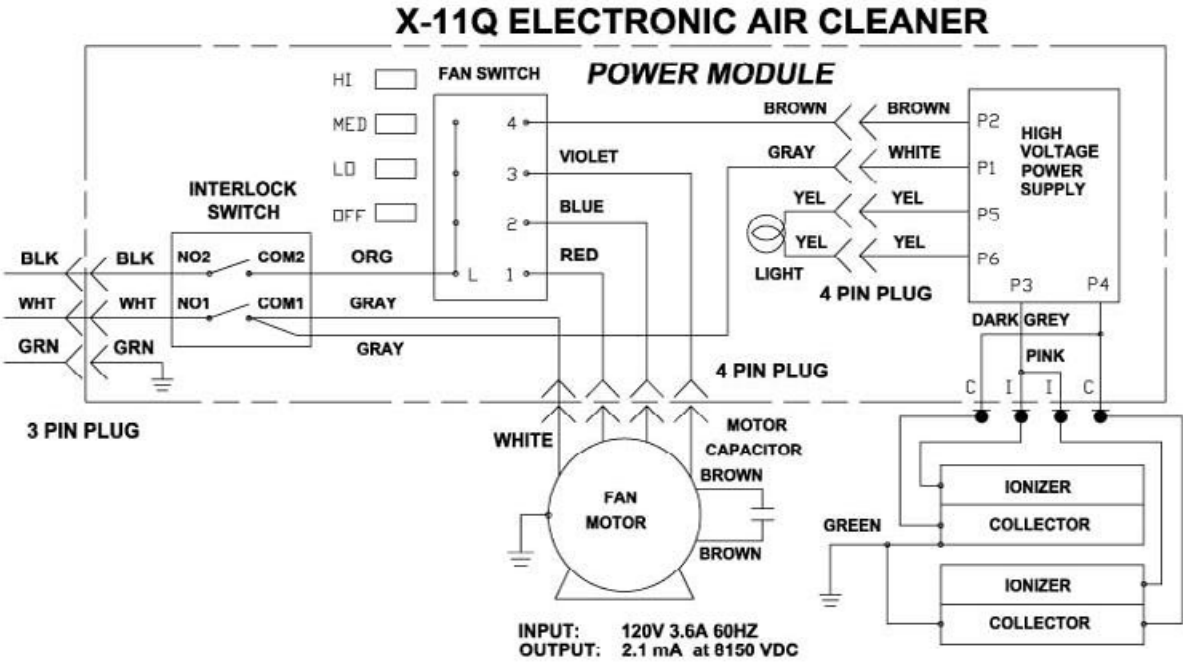 X-11Q ELECTRONIC AIR CLEANER
POWER MODULE
FAN SWITCH
HI
MED
LO
OFF
4
3
2
L 1
INTERLOCK
SWITCH
BLK BLK NO2 COM2 ORG
WHT WHT NO1 COM1 GRAY
GRN GRN
GRAY
3 PIN PLUG
VIOLET
BLUE
RED
BROWN BROWN P2
GRAY WHITE P1
YEL YEL P5
YEL YEL P6
HIGH
VOLTAGE
POWER
SUPPLY
LIGHT
4 PIN PLUG
P3 P4
DARK GREY
PINK
C I I C
4 PIN PLUG
WHITE
MOTOR
CAPACITOR
BROWN
BROWN
FAN
MOTOR
GREEN
IONIZER
COLLECTOR
IONIZER
COLLECTOR
INPUT: 120V 3.6A 60HZ
OUTPUT: 2.1 mA at 8150 VDC